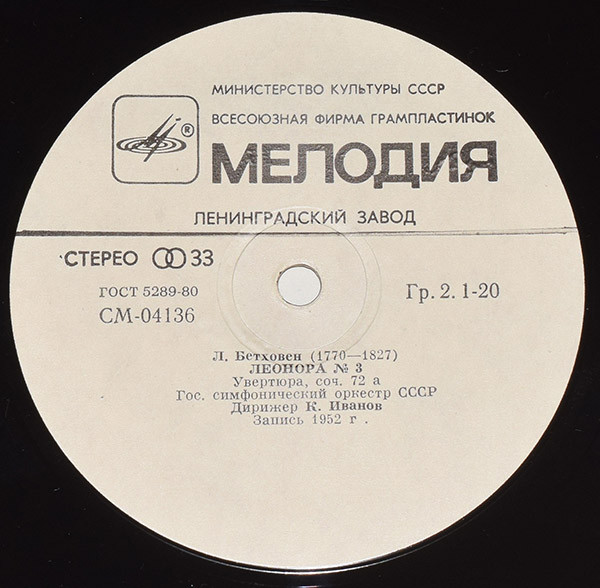 МИНИСТЕРСТВО КУЛЬТУРЫ СССР
ВСЕСОЮЗНАЯ ФИРМА ГРАМПЛАСТИНОК
®
МЕЛОДИЯ
ЛЕНИНГРАДСКИЙ ЗАВОД
СТЕРЕО 33
ГОСТ 5289-80
Гр. 2. 1-20
СМ-04136
Л. Бетховен (1770—1827)
ЛЕОНОРА № 3
Увертюра, соч. 72 а
Гос. симфонический оркестр СССР
Дирижер К. Иванов
Запись 1952 г .